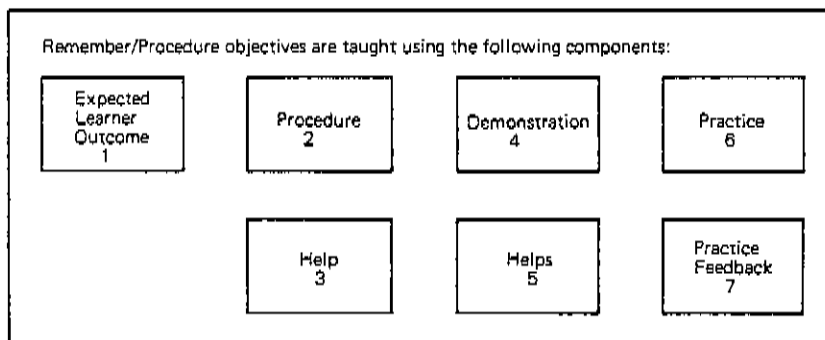 Remember/Procedure objectives are taught using the following components:
Expected
Learner
Outcome
1
Procedure
2
Demonstration
4
Practice
6
Help
3
Helps
5
Practice
Feedback
7